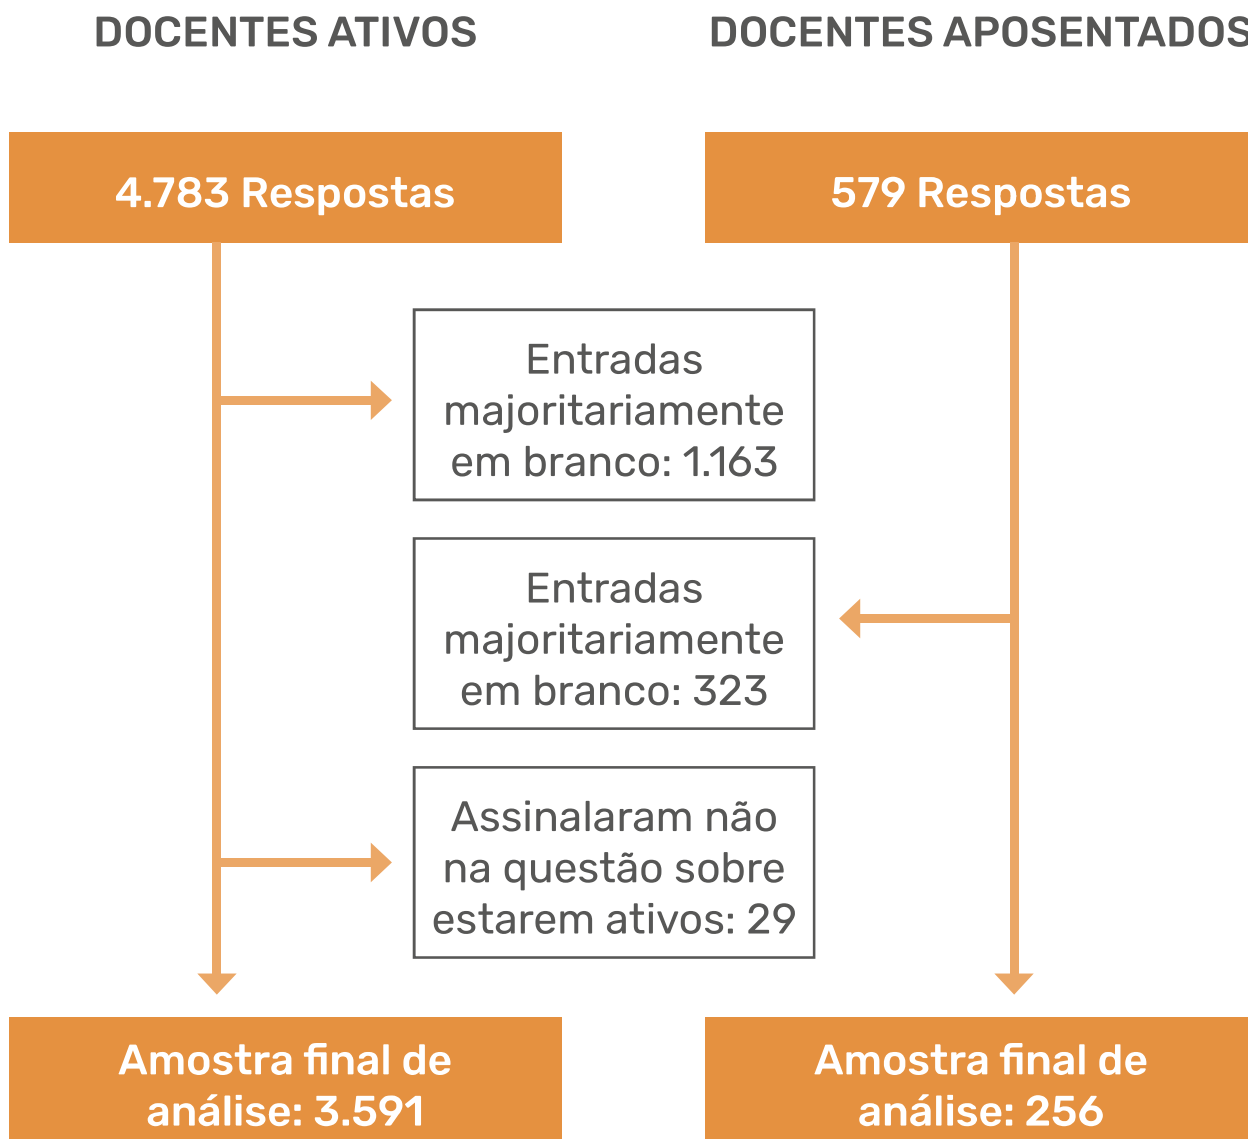 DOCENTES ATIVOS
DOCENTES APOSENTADOS
4.783 Respostas
579 Respostas
Entradas
majoritariamente
em branco: 1.163
Entradas
majoritariamente
em branco: 323
Assinalaram não
na questão sobre
estarem ativos: 29
Amostra final de
análise: 3.591
Amostra final de
análise: 256